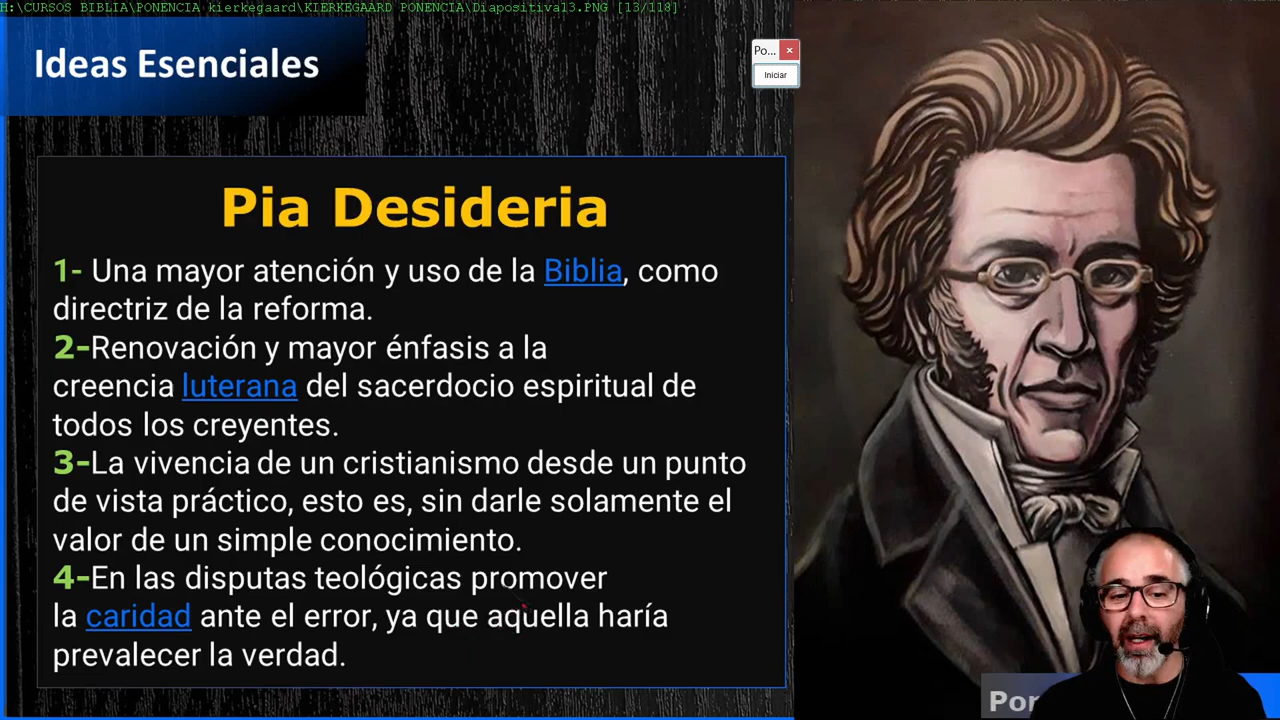 H:\CURSOS BIBLIA\PONENCIA kierkegaard\KIERKEGAARD PONENCIA\Diapositiva13.PNG [13/118]
Ideas Esenciales
Po...
Iniciar
Pia Desideria
1- Una mayor atención y uso de la Biblia, como
directriz de la reforma.
2-Renovación y mayor énfasis a la
creencia luterana del sacerdocio espiritual de
todos los creyentes.
3-La vivencia de un cristianismo desde un punto
de vista práctico, esto es, sin darle solamente el
valor de un simple conocimiento.
4-En las disputas teológicas promover
la caridad ante el error, ya que aquella haría
prevalecer la verdad.
Por